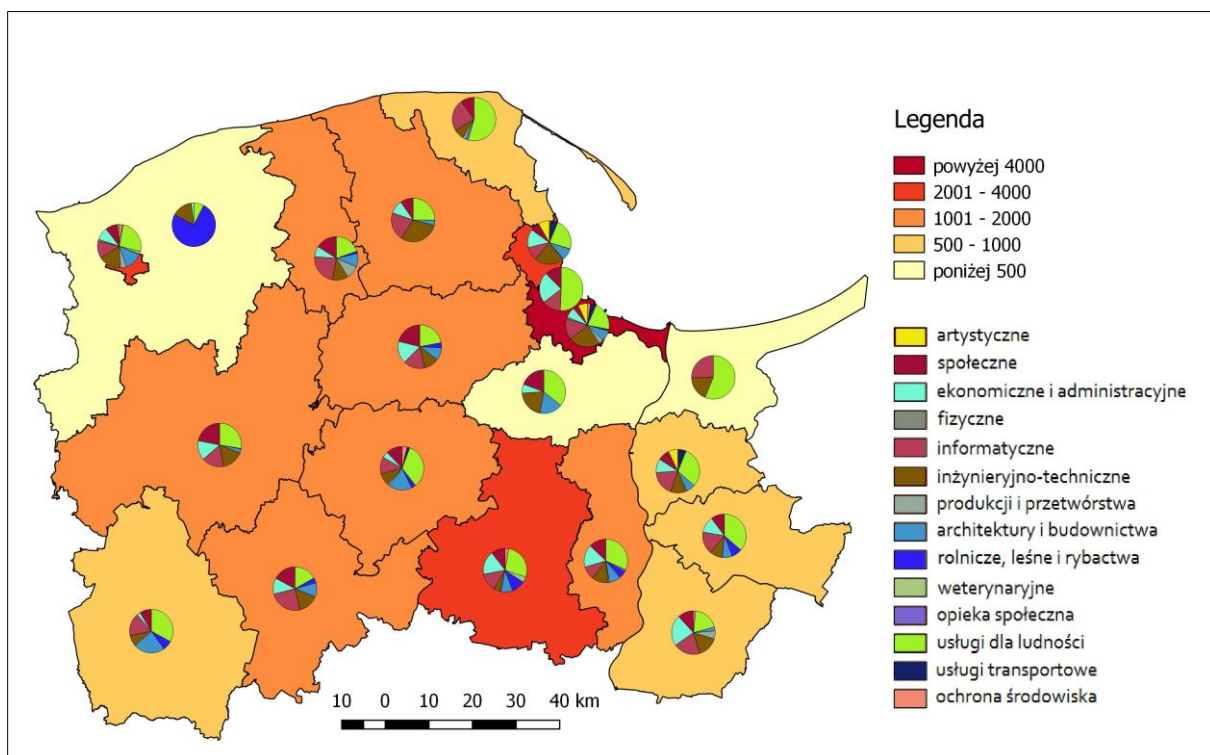 Legenda
powyżej 4000
2001 - 4000
1001 - 2000
500 - 1000
poniżej 500
artystyczne
społeczne
ekonomiczne i administracyjne
fizyczne
informatyczne
inżynieryjno-techniczne
produkcji i przetwórstwa
architektury i budownictwa
rolnicze, leśne i rybactwa
weterynaryjne
opieka społeczna
usługi dla ludności
usługi transportowe
ochrona środowiska
10 0 10 20 30 40 km